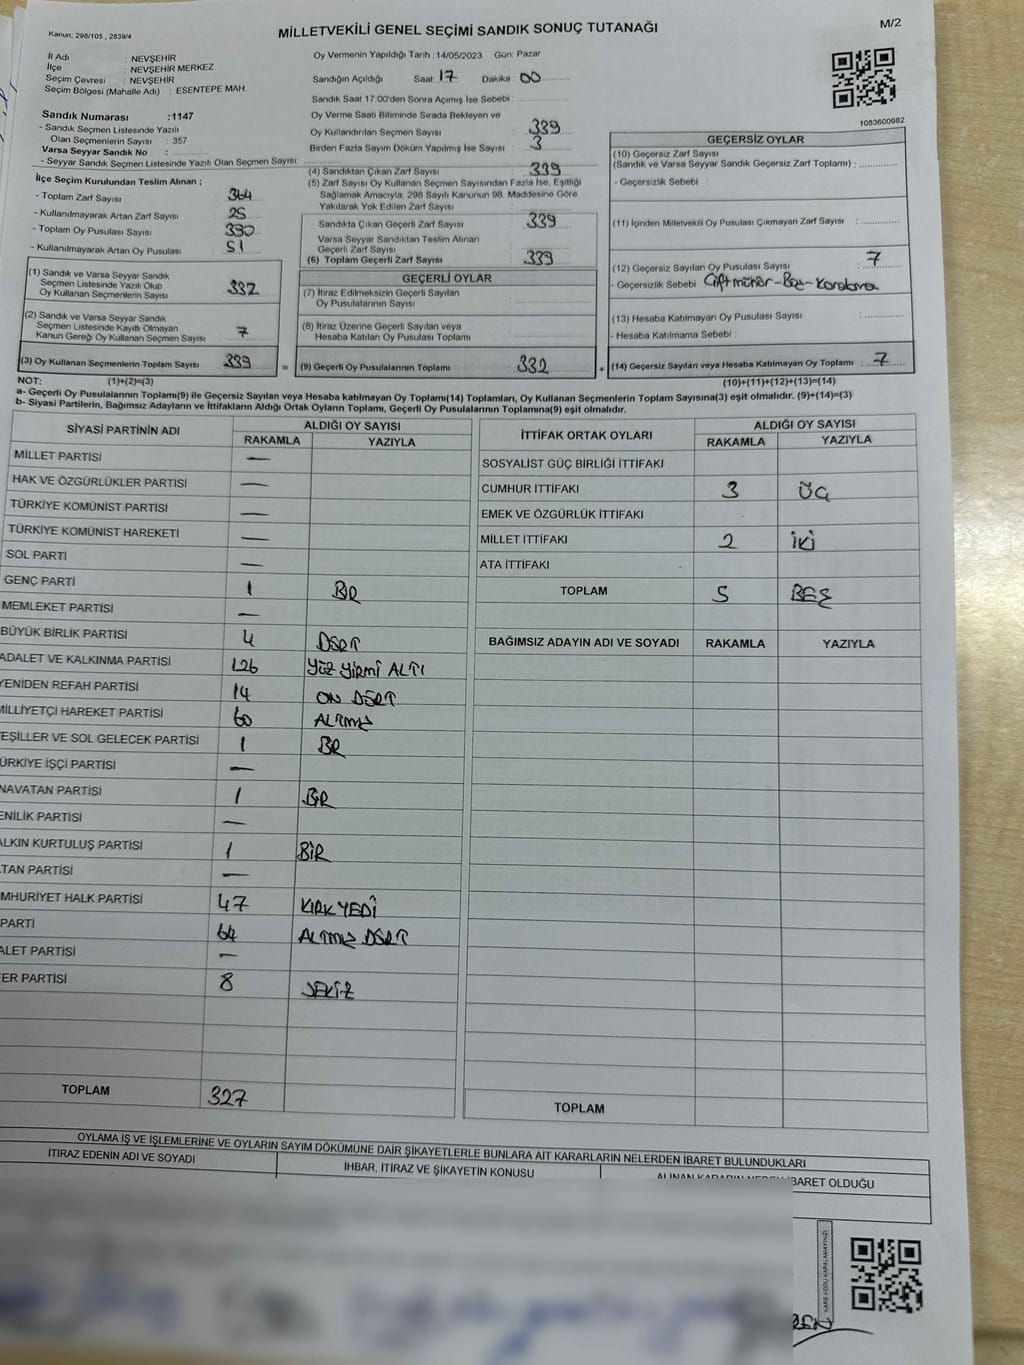 Kanun; 298/105 , 2839/4
MİLLETVEKİLİ GENEL SEÇİMİ SANDIK SONUÇ TUTANAĞI
M/2
İl Adı : NEVŞEHİR
İlçe : NEVŞEHİR MERKEZ
Seçim Çevresi : NEVŞEHİR
Seçim Bölgesi (Mahalle Adı) : ESENTEPE MAH.
Sandık Numarası :1147
- Sandık Seçmen Listesinde Yazılı
Olan Seçmenlerin Sayısı : 357
Varsa Seyyar Sandık No :
- Seyyar Sandık Seçmen Listesinde Yazılı Olan Seçmen Sayısı:
İlçe Seçim Kurulundan Teslim Alınan ;
- Toplam Zarf Sayısı 364
- Kullanılmayarak Artan Zarf Sayısı 25
- Toplam Oy Pusulası Sayısı 390
- Kullanılmayarak Artan Oy Pusulası 51
(1) Sandık ve Varsa Seyyar Sandık
Seçmen Listesinde Yazılı Olup
Oy Kullanan Seçmenlerin Sayısı 332
(2) Sandık ve Varsa Seyyar Sandık
Seçmen Listesinde Kayıtlı Olmayan
Kanun Gereği Oy Kullanan Seçmen Sayısı 7
(3) Oy Kullanan Seçmenlerin Toplam Sayısı 339
Oy Vermenin Yapıldığı Tarih : 14/05/2023 Gün: Pazar
Sandığın Açıldığı Saat: 17 Dakika : 00
Sandık Saat 17:00'den Sonra Açımış İse Sebebi :
Oy Verme Saati Bitiminde Sırada Bekleyen ve
Oy Kullandırılan Seçmen Sayısı : 339
Birden Fazla Sayım Döküm Yapılmış İse Sayısı : 3
(4) Sandıktan Çıkan Zarf Sayısı : 339
(5) Zarf Sayısı Oy Kullanan Seçmen Sayısından Fazla İse, Eşitliği
Sağlamak Amacıyla, 298 Sayılı Kanunun 98. Maddesine Göre
Yakılarak Yok Edilen Zarf Sayısı :
Sandıkta Çıkan Geçerli Zarf Sayısı : 339
Varsa Seyyar Sandıktan Teslim Alınan
Geçerli Zarf Sayısı :
(6) Toplam Geçerli Zarf Sayısı : 339
GEÇERLİ OYLAR
(7) İtiraz Edilmeksizin Geçerli Sayılan
Oy Pusulalarının Sayısı :
(8) İtiraz Üzerine Geçerli Sayılan veya
Hesaba Katılan Oy Pusulası Toplamı :
= (9) Geçerli Oy Pusulalarının Toplamı : 332 +
1083600982
GEÇERSİZ OYLAR
(10) Geçersiz Zarf Sayısı
(Sandık ve Varsa Seyyar Sandık Geçersiz Zarf Toplamı) :
- Geçersizlik Sebebi :
(11) İçinden Milletvekili Oy Pusulası Çıkmayan Zarf Sayısı :
(12) Geçersiz Sayılan Oy Pusulası Sayısı : 7
- Geçersizlik Sebebi : Çift mühür-Boş-Karalama
(13) Hesaba Katılmayan Oy Pusulası Sayısı :
- Hesaba Katılmama Sebebi :
(14) Geçersiz Sayılan veya Hesaba Katılmayan Oy Toplamı : 7
NOT: (1)+(2)=(3) (10)+(11)+(12)+(13)=(14)
a- Geçerli Oy Pusulalarının Toplamı(9) ile Geçersiz Sayılan veya Hesaba katılmayan Oy Toplamı(14) Toplamları, Oy Kullanan Seçmenlerin Toplam Sayısına(3) eşit olmalıdır. (9)+(14)=(3)
b- Siyasi Partilerin, Bağımsız Adayların ve İttifakların Aldığı Ortak Oyların Toplamı, Geçerli Oy Pusulalarının Toplamına(9) eşit olmalıdır.
SİYASİ PARTİNİN ADI ALDIĞI OY SAYISI
RAKAMLA YAZIYLA
MİLLET PARTİSİ —
HAK VE ÖZGÜRLÜKLER PARTİSİ —
TÜRKİYE KOMÜNİST PARTİSİ —
TÜRKİYE KOMÜNİST HAREKETİ —
SOL PARTİ —
GENÇ PARTİ 1 BİR
MEMLEKET PARTİSİ —
BÜYÜK BİRLİK PARTİSİ 4 DÖRT
ADALET VE KALKINMA PARTİSİ 126 YÜZ YİRMİ ALTI
YENİDEN REFAH PARTİSİ 14 ON DÖRT
MİLLİYETÇİ HAREKET PARTİSİ 60 ALTMIŞ
EŞİLLER VE SOL GELECEK PARTİSİ 1 BİR
ÜRKİYE İŞÇİ PARTİSİ —
NAVATAN PARTİSİ 1 BİR
ENİLİK PARTİSİ —
ALKIN KURTULUŞ PARTİSİ 1 BİR
TAN PARTİSİ —
MHURİYET HALK PARTİSİ 47 KIRK YEDİ
PARTİ 64 ALTMIŞ DÖRT
ALET PARTİSİ —
ER PARTİSİ 8 SEKİZ
TOPLAM 327
İTTİFAK ORTAK OYLARI ALDIĞI OY SAYISI
RAKAMLA YAZIYLA
SOSYALİST GÜÇ BİRLİĞİ İTTİFAKI
CUMHUR İTTİFAKI 3 ÜÇ
EMEK VE ÖZGÜRLÜK İTTİFAKI
MİLLET İTTİFAKI 2 İKİ
ATA İTTİFAKI
TOPLAM 5 BEŞ
BAĞIMSIZ ADAYIN ADI VE SOYADI RAKAMLA YAZIYLA
TOPLAM
OYLAMA İŞ VE İŞLEMLERİNE VE OYLARIN SAYIM DÖKÜMÜNE DAİR ŞİKAYETLERLE BUNLARA AİT KARARLARIN NELERDEN İBARET BULUNDUKLARI
İTİRAZ EDENİN ADI VE SOYADI
İHBAR, İTİRAZ VE ŞİKAYETİN KONUSU
ALINAN KARARIN NEDEN İBARET OLDUĞU
KARE KODU KARALAMAYINIZ!